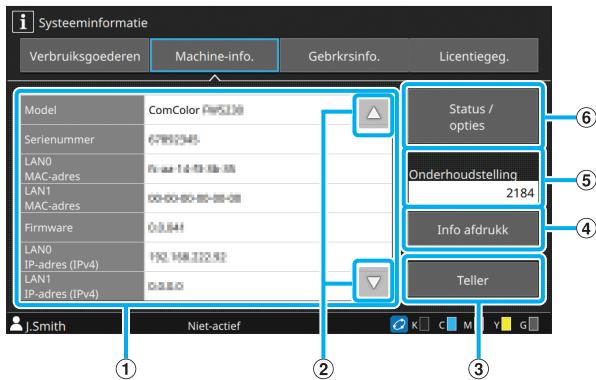 i Systeeminformatie
Verbruiksgoederen Machine-info. Gebrkrsinfo. Licentiegeg.
Model ComColor
Serienummer
LAN0
MAC-adres
LAN1
MAC-adres
Firmware
LAN0
IP-adres (IPv4)
LAN1
IP-adres (IPv4)
Status /
opties
Onderhoudstelling
2184
Info afdrukk
Teller
J.Smith Niet-actief K C M Y G
6
5
4
1 2 3